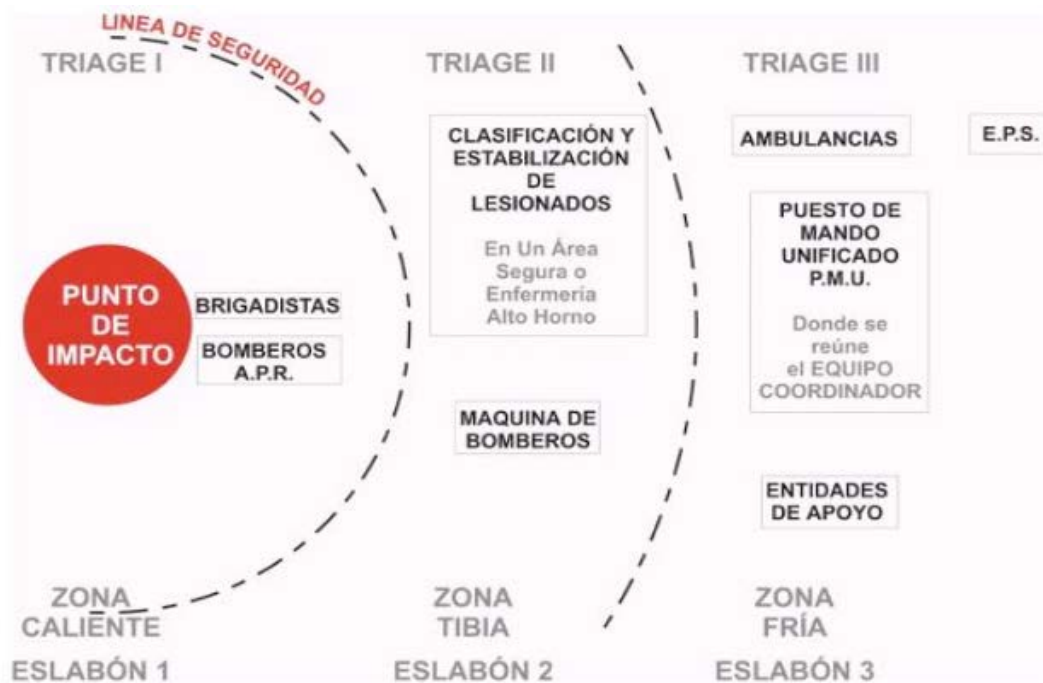 LINEA DE SEGURIDAD
TRIAGE I
PUNTO
DE
IMPACTO
BRIGADISTAS
BOMBEROS
A.P.R.
ZONA
CALIENTE
ESLABÓN 1
TRIAGE II
CLASIFICACIÓN Y
ESTABILIZACIÓN
DE
LESIONADOS
En Un Área
Segura o
Enfermería
Alto Horno
MAQUINA DE
BOMBEROS
ZONA
TIBIA
ESLABÓN 2
TRIAGE III
AMBULANCIAS
E.P.S.
PUESTO DE
MANDO
UNIFICADO
P.M.U.
Donde se
reúne
el EQUIPO
COORDINADOR
ENTIDADES
DE APOYO
ZONA
FRÍA
ESLABÓN 3